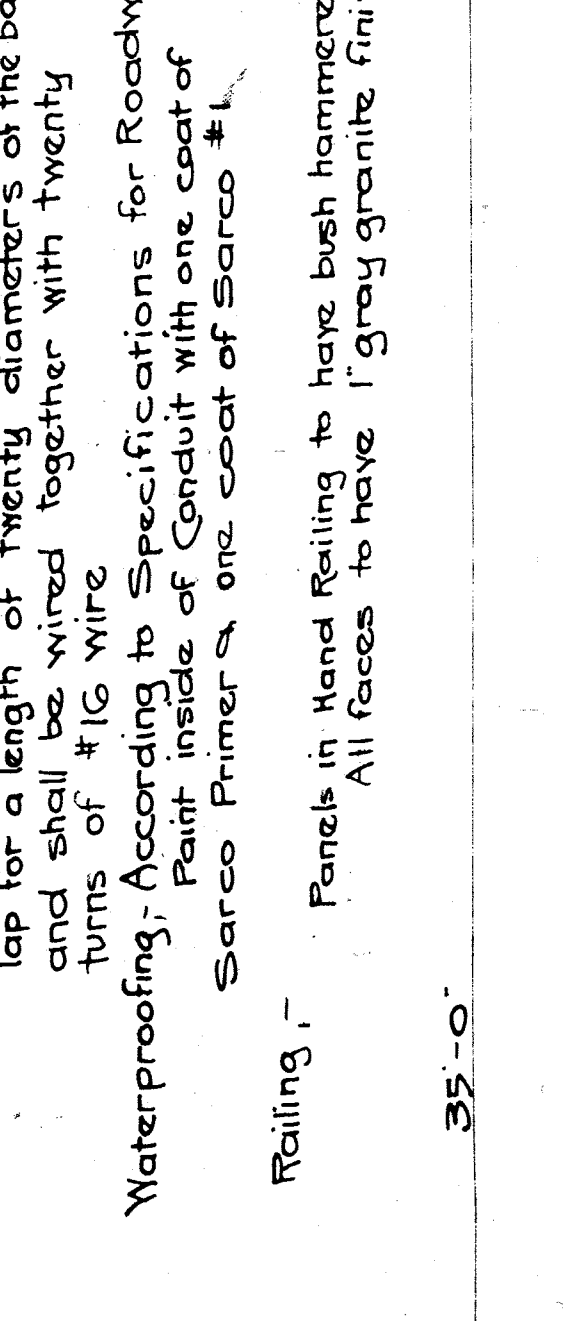 lap for a length of twenty diameters of the ba
and shall be wired together with twenty
turns of #16 wire
Waterproofing,- According to Specifications for Roadw
Paint inside of Conduit with one coat of
Sarco Primer & one coat of Sarco #1
Railing,-
Panels in Hand Railing to have bush hammere
All faces to have 1" gray granite fini
35'-0"